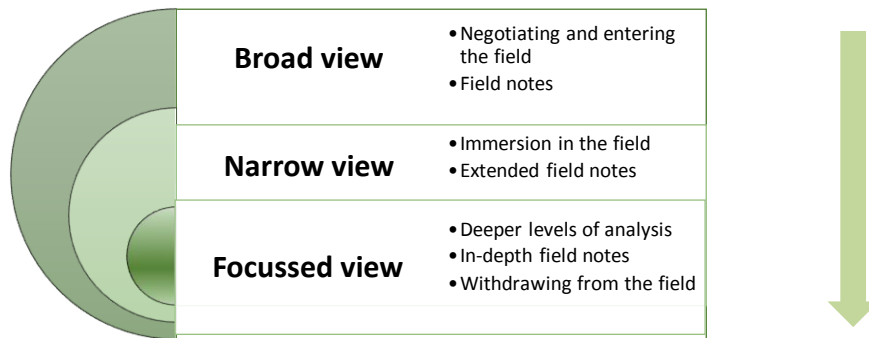 Broad view
•Negotiating and entering
the field
•Field notes
Narrow view
•Immersion in the field
•Extended field notes
Focussed view
•Deeper levels of analysis
•In-depth field notes
•Withdrawing from the field